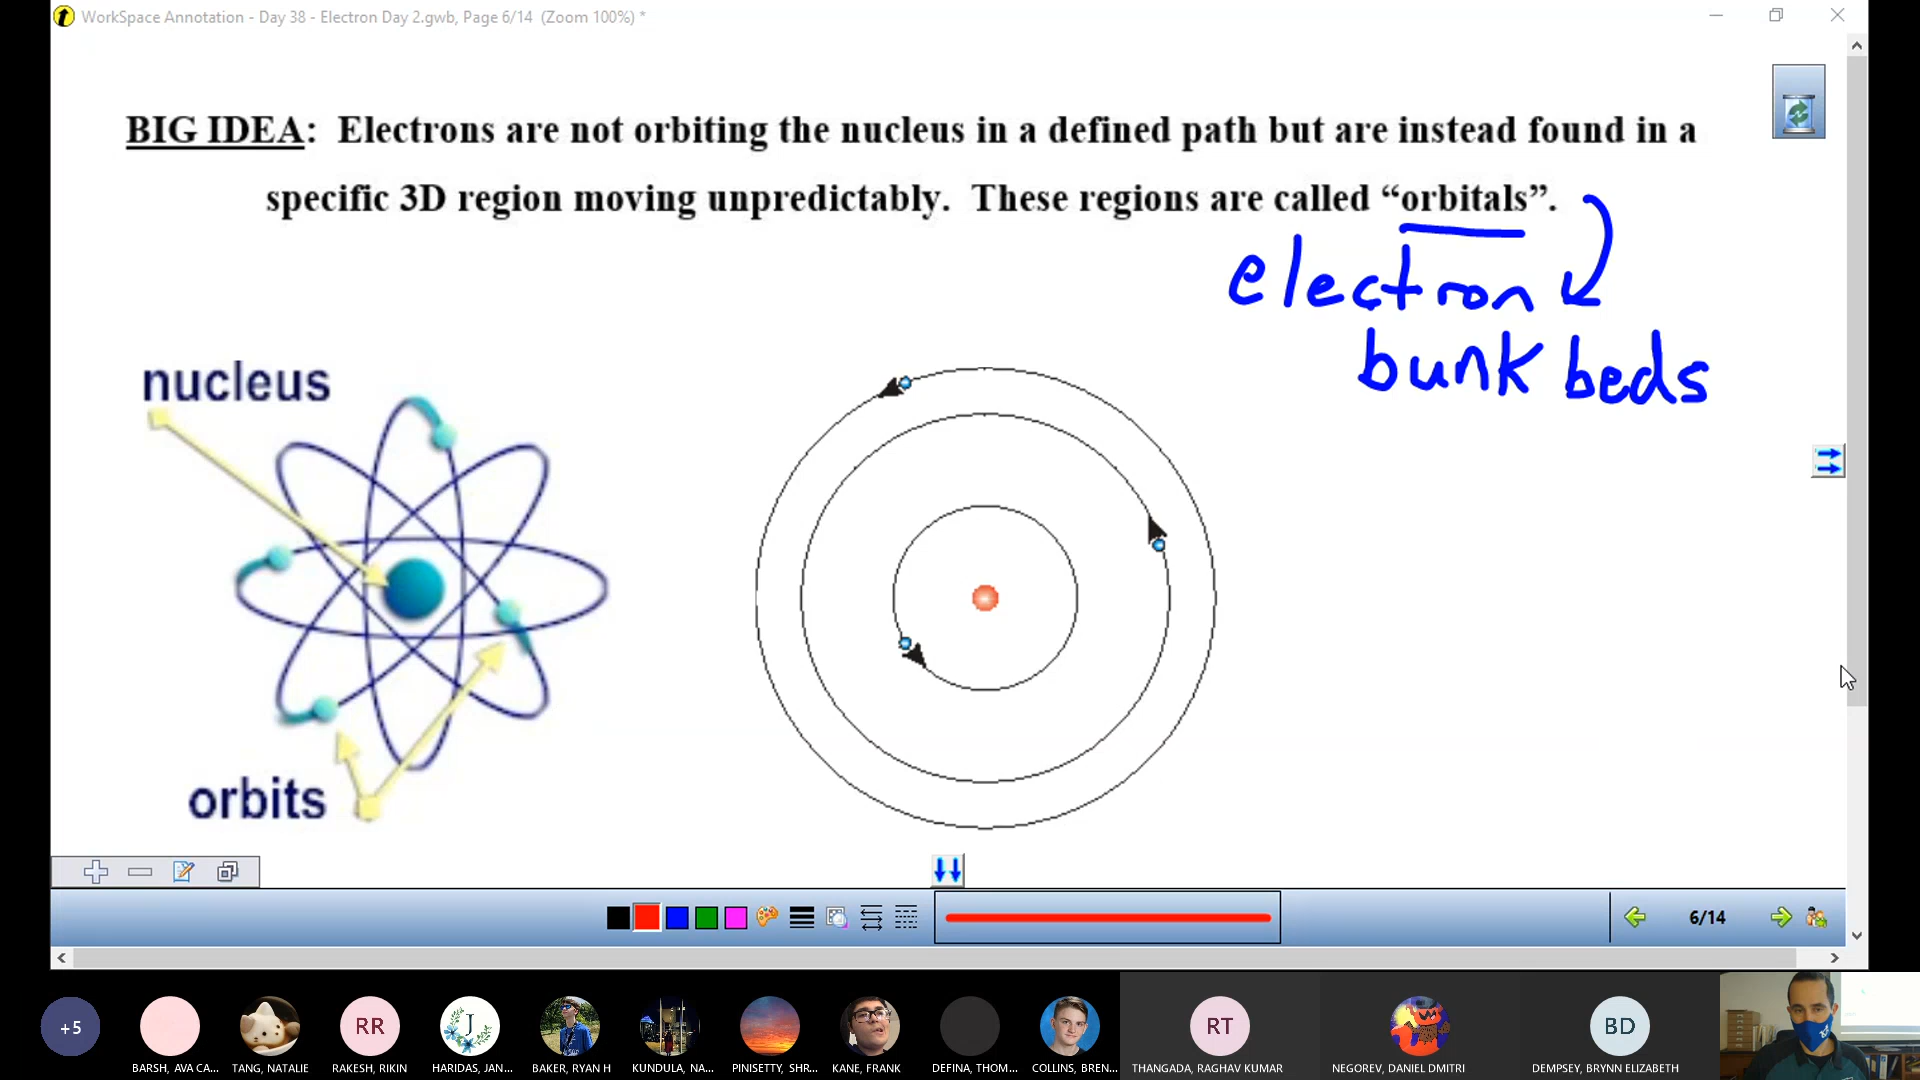 WorkSpace Annotation - Day 38 - Electron Day 2.gwb, Page 6/14 (Zoom 100%) *
BIG IDEA: Electrons are not orbiting the nucleus in a defined path but are instead found in a
specific 3D region moving unpredictably. These regions are called “orbitals”.
electron
bunk beds
nucleus
orbits
6/14
+5
RR
J
RT
BD
BARSH, AVA CA...
TANG, NATALIE
RAKESH, RIKIN
HARIDAS, JAN...
BAKER, RYAN H
KUNDULA, NA...
PINISETTY, SHR...
KANE, FRANK
DEFINA, THOM...
COLLINS, BREN...
THANGADA, RAGHAV KUMAR
NEGOREV, DANIEL DMITRI
DEMPSEY, BRYNN ELIZABETH